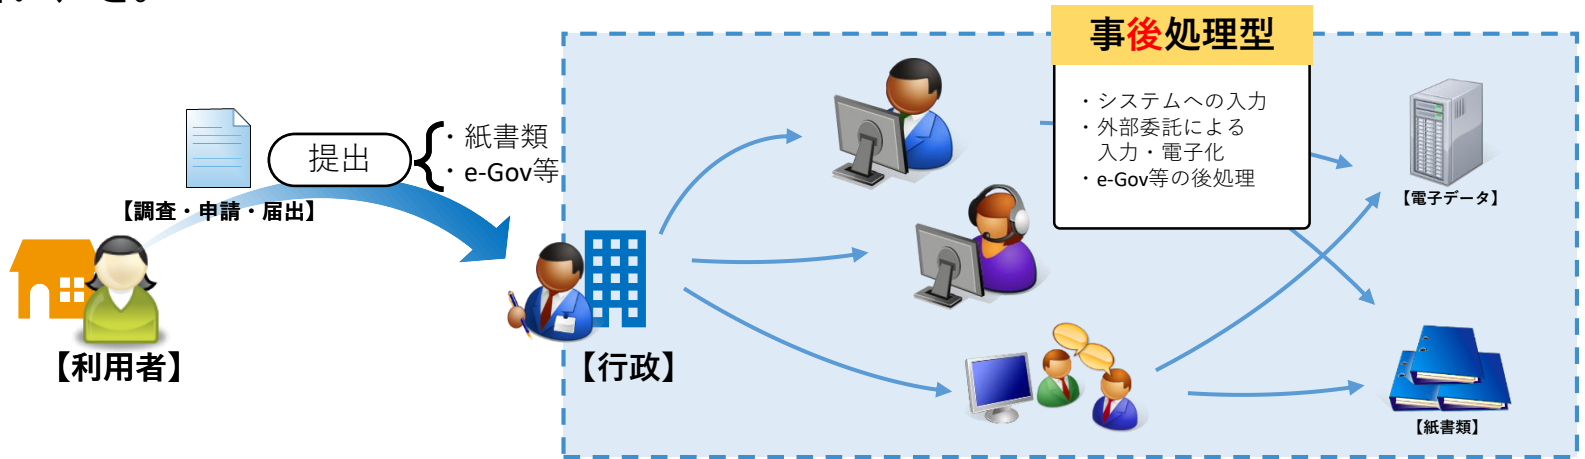 事後処理型
・システムへの入力
・外部委託による
入力・電子化
・e-Gov等の後処理
提出
・紙書類
・e-Gov等
【調査・申請・届出】
【電子データ】
【利用者】
【行政】
【紙書類】